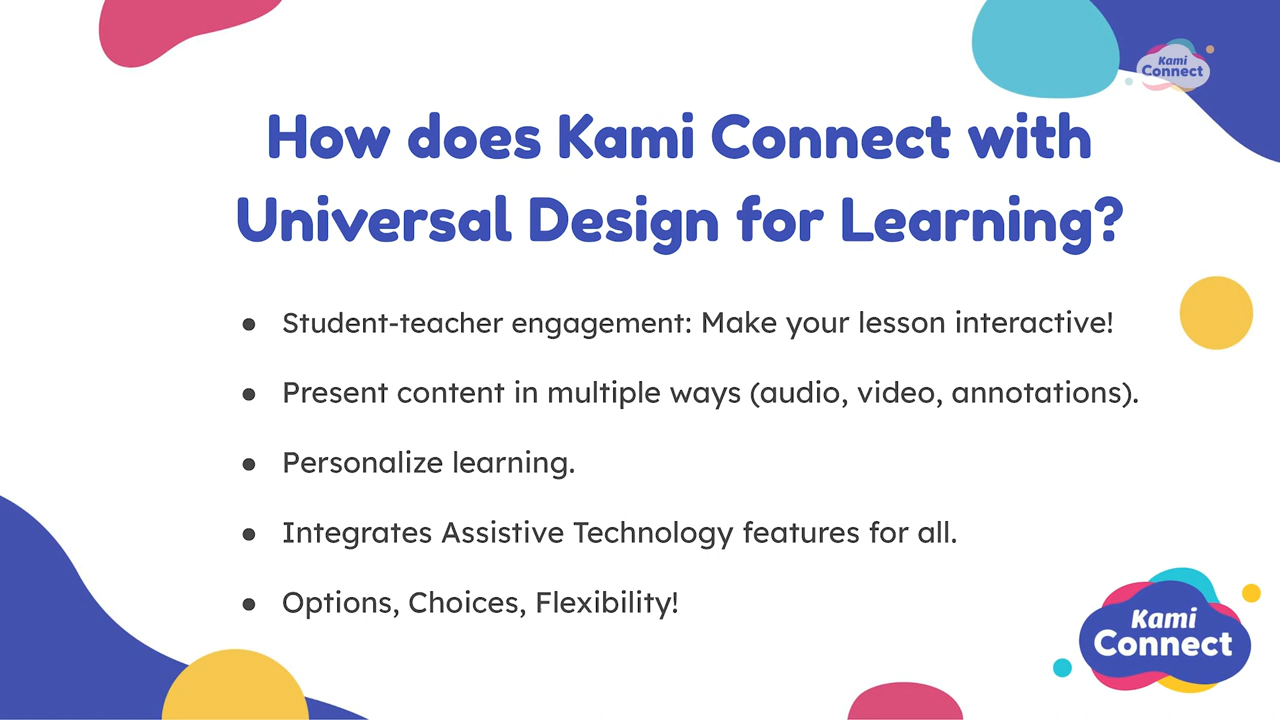 Kami
Connect
How does Kami Connect with
Universal Design for Learning?
● Student-teacher engagement: Make your lesson interactive!
● Present content in multiple ways (audio, video, annotations).
● Personalize learning.
● Integrates Assistive Technology features for all.
● Options, Choices, Flexibility!
Kami
Connect